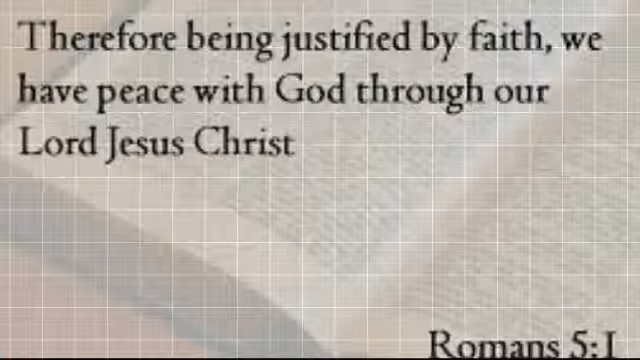 Therefore being justified by faith, we
have peace with God through our
Lord Jesus Christ
Romans 5:1